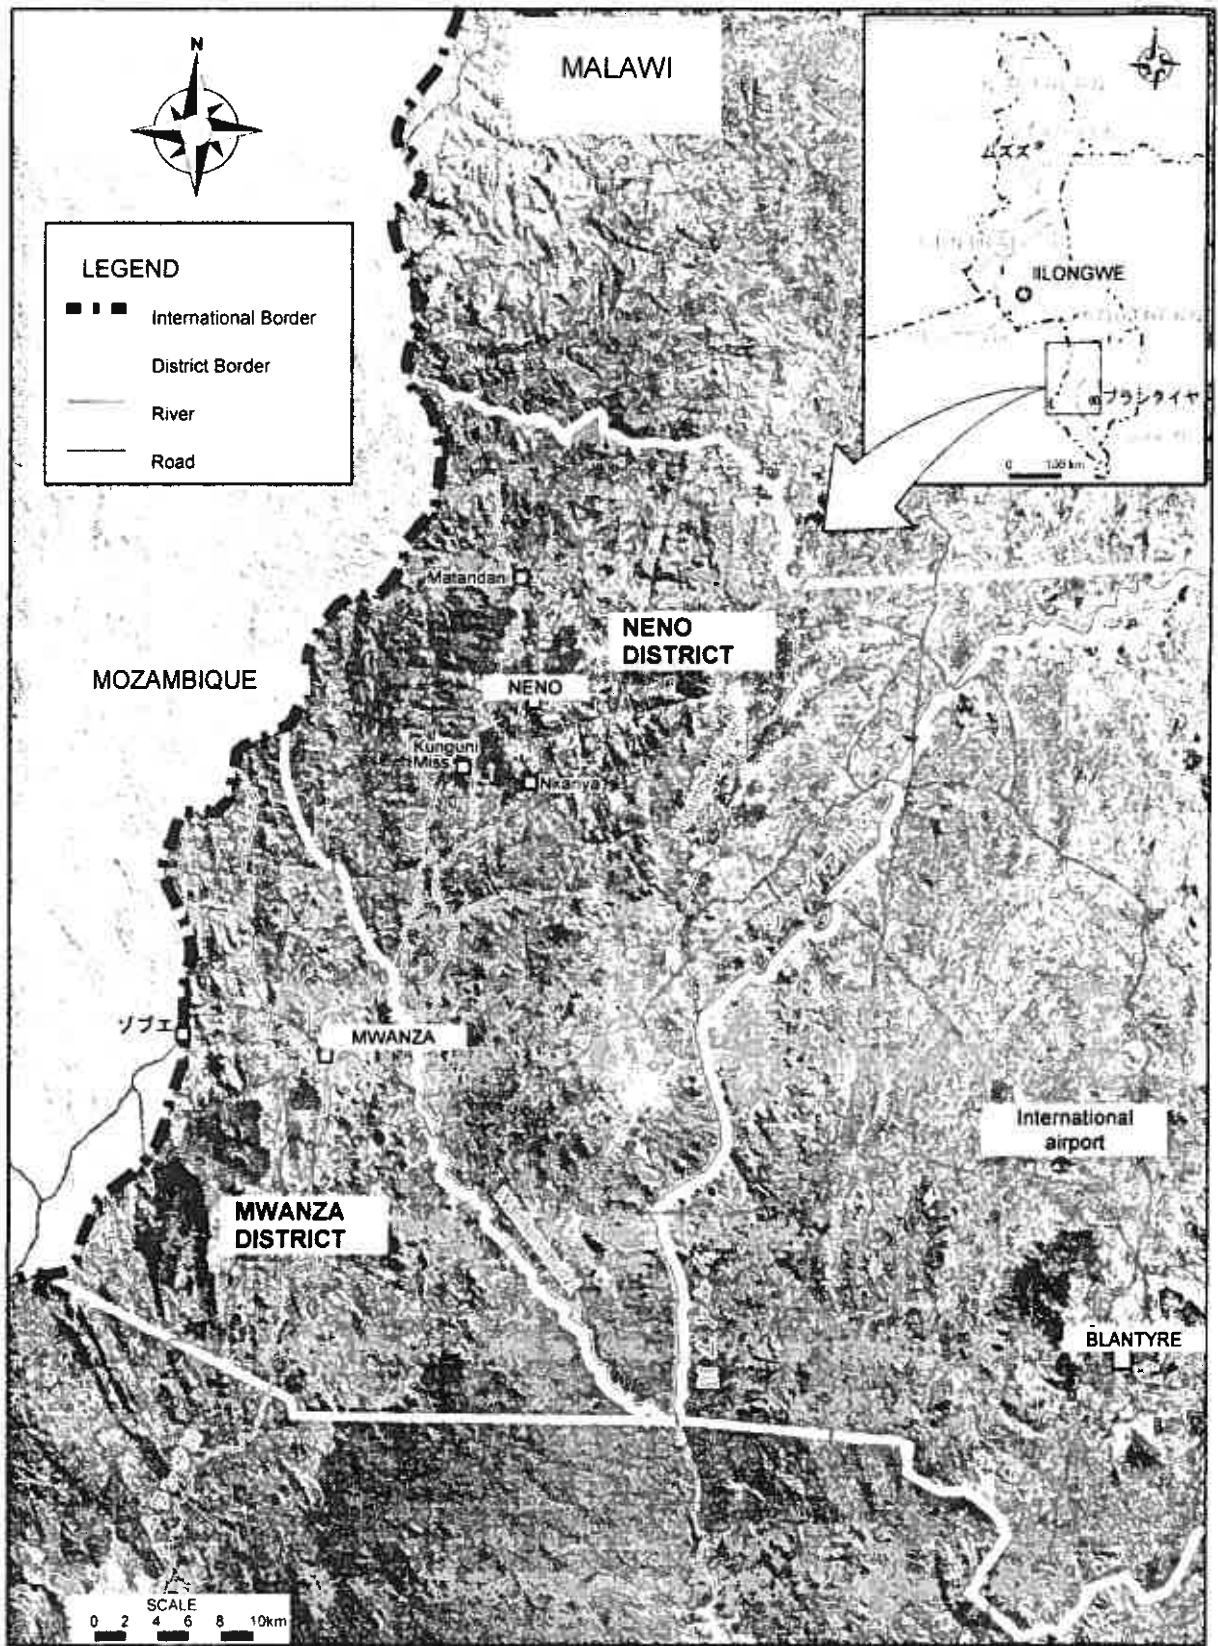 N
MALAWI
LEGEND
International Border
District Border
River
Road
ムズズ
IILONGWE
ブランタイヤ
0 100 km
Matandan
NENO
DISTRICT
MOZAMBIQUE
NENO
Kunguni
Miss
Nkanya
ゾブエ
MWANZA
International
airport
MWANZA
DISTRICT
BLANTYRE
SCALE
0 2 4 6 8 10km